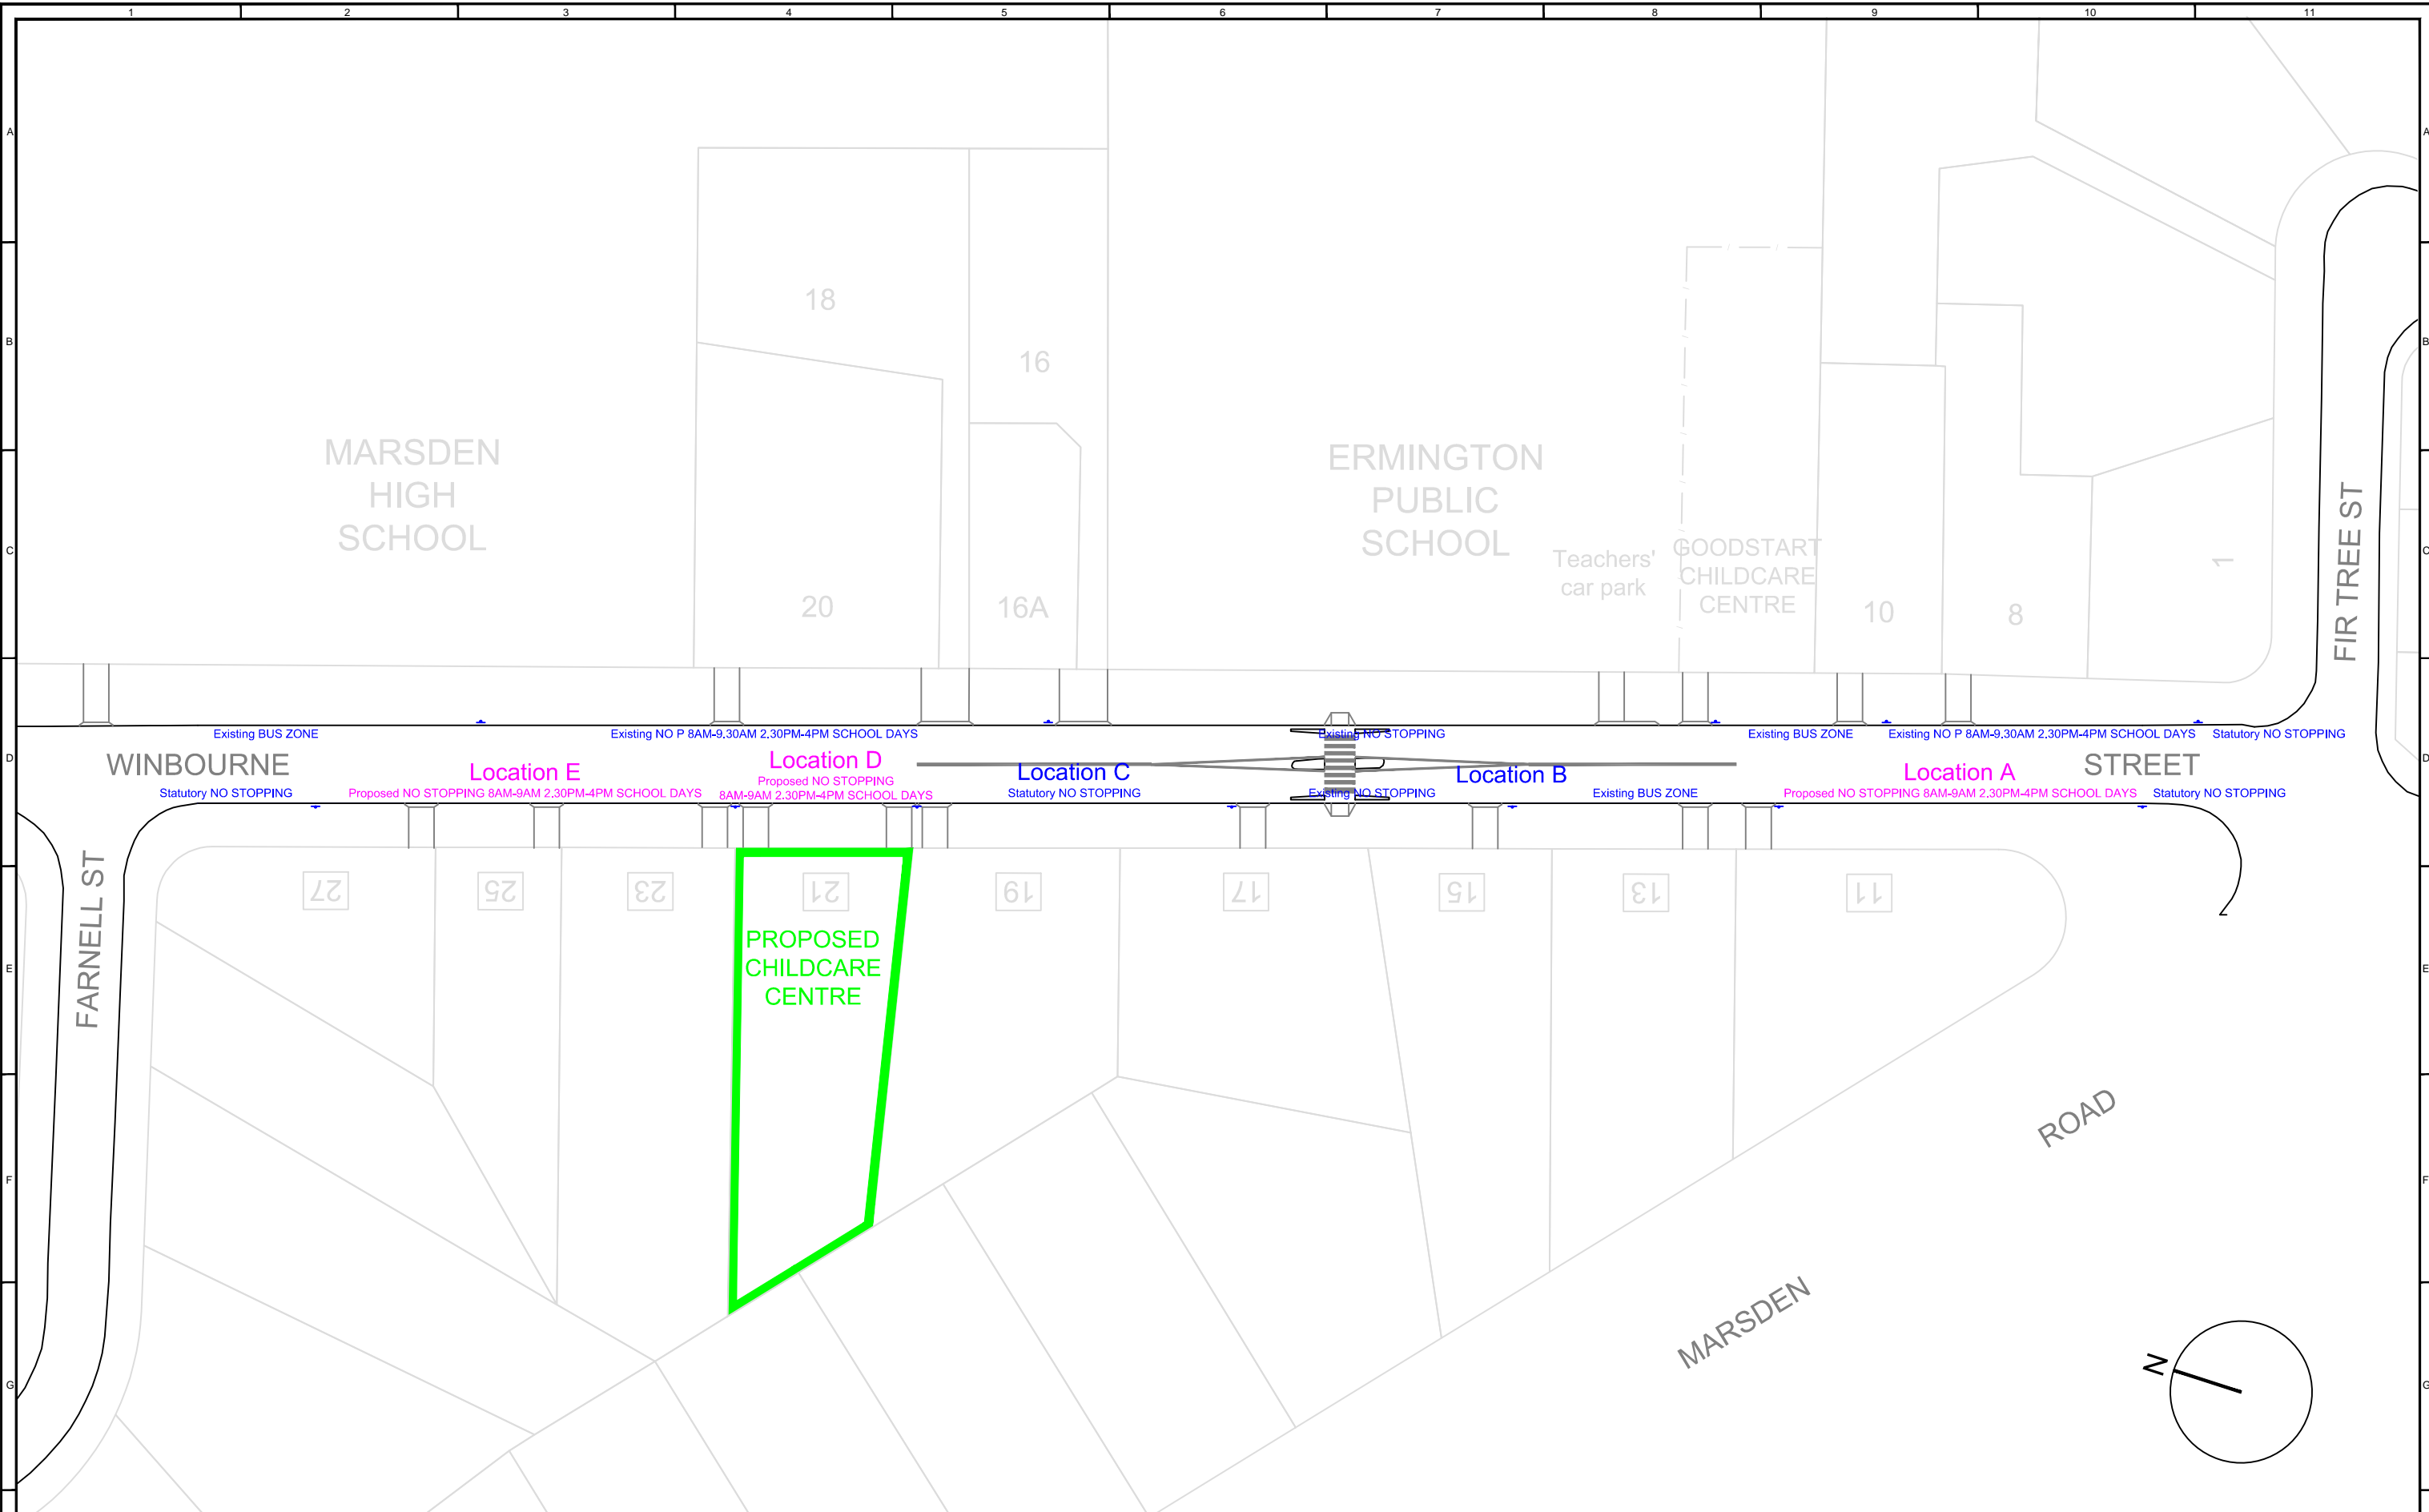 1 2 3 4 5 6 7 8 9 10 11
A A
B B
18
16
MARSDEN
HIGH
SCHOOL
ERMINGTON
PUBLIC
SCHOOL
C C
Teachers'
car park
GOODSTART
CHILDCARE
CENTRE
20
16A
10
8
1
FIR TREE ST
Existing BUS ZONE
Existing NO P 8AM-9.30AM 2.30PM-4PM SCHOOL DAYS
Existing NO STOPPING
Existing BUS ZONE
Existing NO P 8AM-9.30AM 2.30PM-4PM SCHOOL DAYS
Statutory NO STOPPING
D D
WINBOURNE
STREET
Location E
Location D
Proposed NO STOPPING
8AM-9AM 2.30PM-4PM SCHOOL DAYS
Location C
Location B
Location A
Statutory NO STOPPING
Proposed NO STOPPING 8AM-9AM 2.30PM-4PM SCHOOL DAYS
Statutory NO STOPPING
Existing NO STOPPING
Existing BUS ZONE
Proposed NO STOPPING 8AM-9AM 2.30PM-4PM SCHOOL DAYS
Statutory NO STOPPING
FARNELL ST
27
25
23
21
19
17
15
13
11
PROPOSED
CHILDCARE
CENTRE
E E
MARSDEN ROAD
F F
N
G G